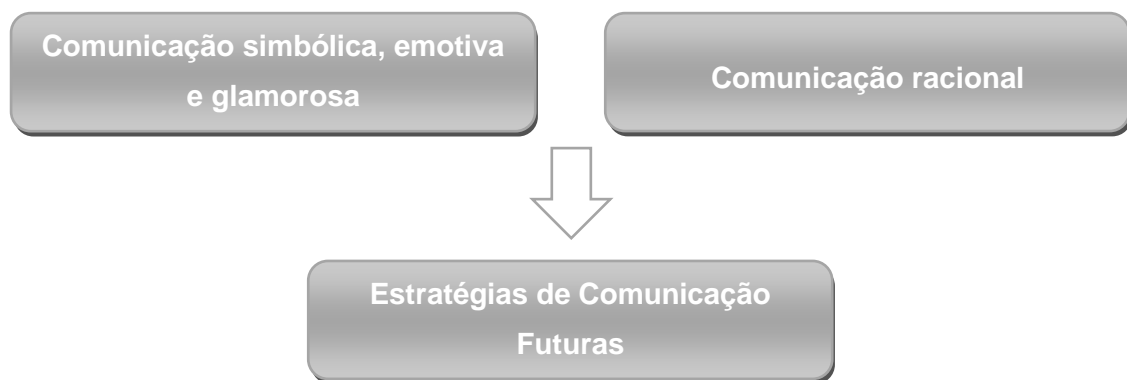 Comunicação simbólica, emotiva
e glamorosa
Comunicação racional
Estratégias de Comunicação
Futuras